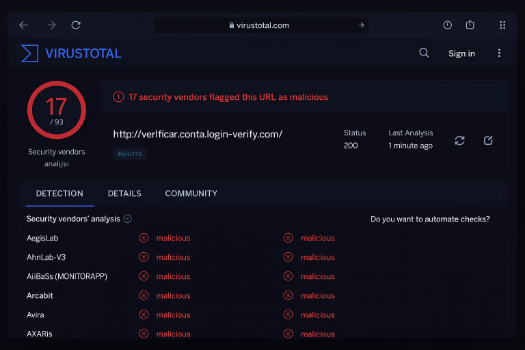 virustotal.com
VIRUSTOTAL
Sign in
17
/ 93
Security vendors
17 security vendors flagged this URL as malicious
http://verlficar.conta.login-verify.com/
Status
200
Last Analysis
1 minute ago
DETECTION DETAILS COMMUNITY
Security vendors' analysis
Do you want to automate checks?
AegisLab malicious malicious
AhnLab-V3 malicious malicious
AiiBaSs (MONITORAPP) malicious malicious
Arcabit malicious malicious
Avira malicious malicious
AXARis malicious malicious